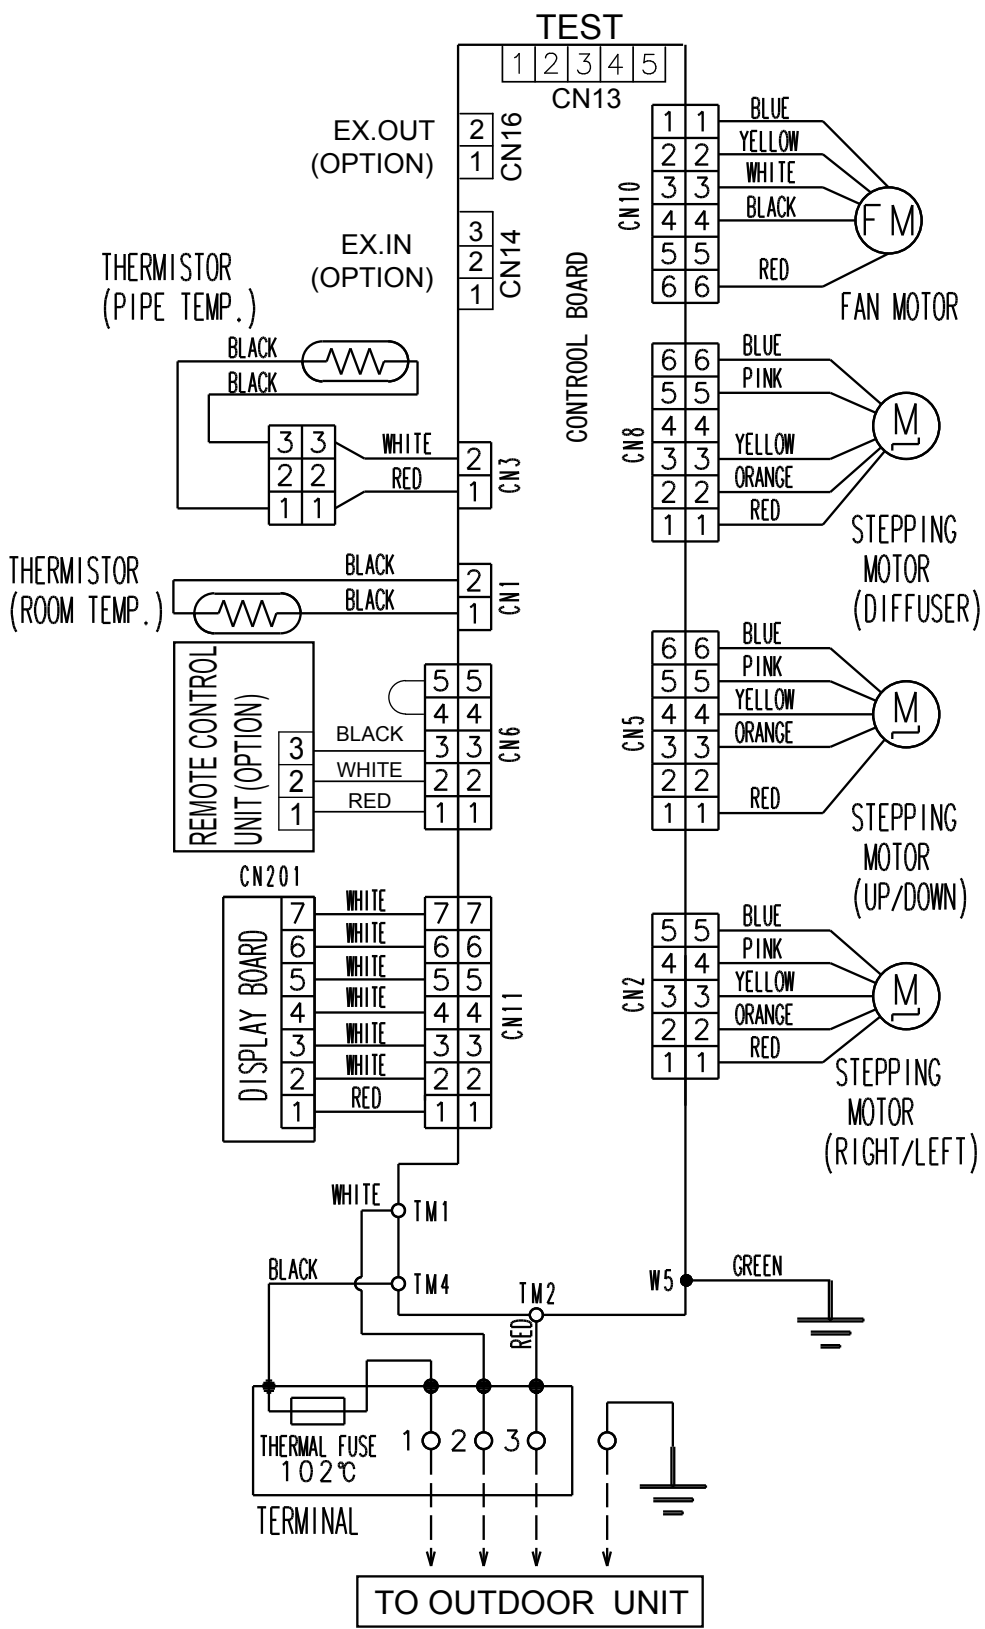 TEST
1 2 3 4 5
CN13
EX.OUT
(OPTION)
2
1
CN16
EX.IN
(OPTION)
3
2
1
CN14
CONTROOL BOARD
THERMISTOR
(PIPE TEMP.)
BLACK
BLACK
3 3
2 2
1 1
WHITE
RED
2
1
CN3
THERMISTOR
(ROOM TEMP.)
BLACK
BLACK
2
1
CN1
REMOTE CONTROL
UNIT (OPTION)
3
2
1
BLACK
WHITE
RED
5 5
4 4
3 3
2 2
1 1
CN6
CN201
DISPLAY BOARD
7 WHITE 7 7
6 WHITE 6 6
5 WHITE 5 5
4 WHITE 4 4
3 WHITE 3 3
2 WHITE 2 2
1 RED 1 1
CN11
CN10
1 1 BLUE
2 2 YELLOW
3 3 WHITE
4 4 BLACK
5 5
6 6 RED
FM
FAN MOTOR
CN8
6 6 BLUE
5 5 PINK
4 4
3 3 YELLOW
2 2 ORANGE
1 1 RED
M
STEPPING
MOTOR
(DIFFUSER)
CN5
6 6 BLUE
5 5 PINK
4 4 YELLOW
3 3 ORANGE
2 2
1 1 RED
M
STEPPING
MOTOR
(UP/DOWN)
CN2
5 5 BLUE
4 4 PINK
3 3 YELLOW
2 2 ORANGE
1 1 RED
M
STEPPING
MOTOR
(RIGHT/LEFT)
WHITE
TM1
BLACK
TM4
TM2
RED
W5
GREEN
THERMAL FUSE
102℃
1 2 3
TERMINAL
TO OUTDOOR UNIT